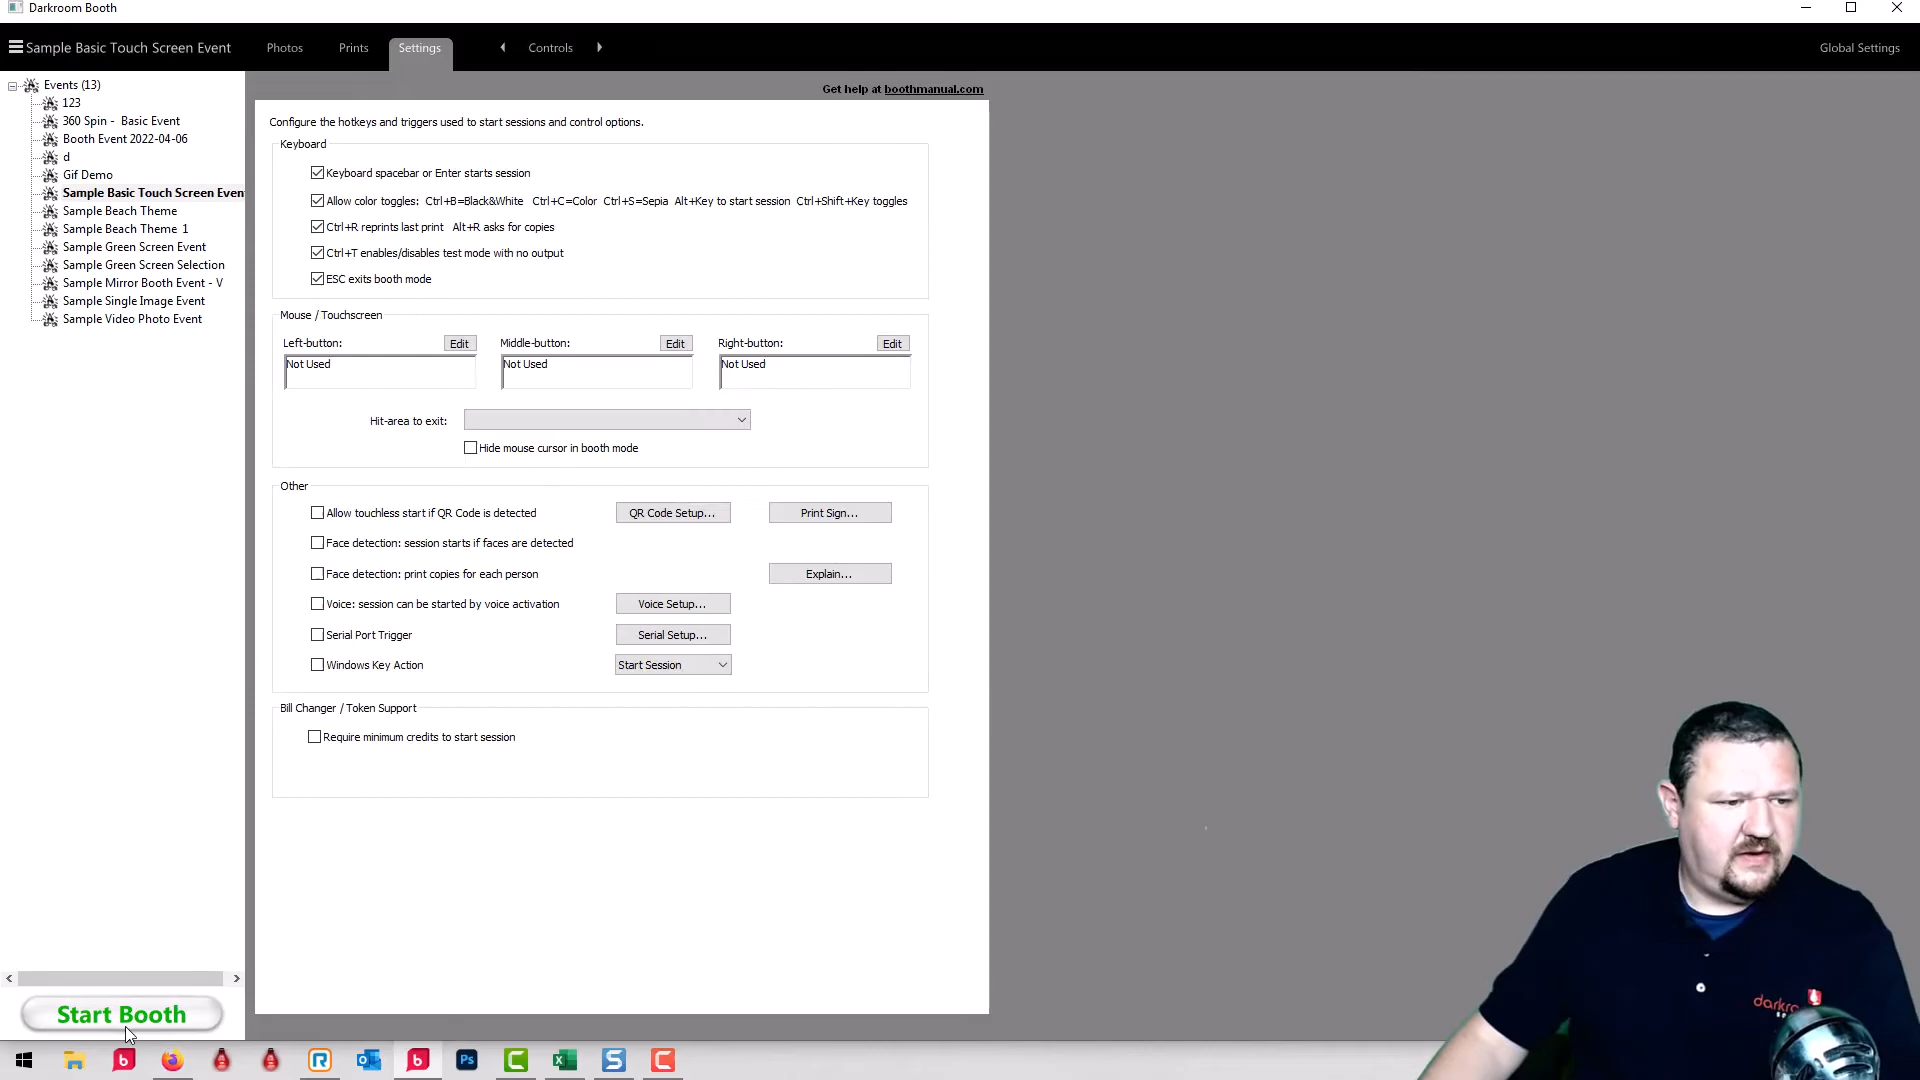 Darkroom Booth
Sample Basic Touch Screen Event
Photos
Prints
Settings
Controls
Global Settings
Events (13)
123
360 Spin - Basic Event
Booth Event 2022-04-06
d
Gif Demo
Sample Basic Touch Screen Even
Sample Beach Theme
Sample Beach Theme 1
Sample Green Screen Event
Sample Green Screen Selection
Sample Mirror Booth Event - V
Sample Single Image Event
Sample Video Photo Event
Start Booth
Get help at boothmanual.com
Configure the hotkeys and triggers used to start sessions and control options.
Keyboard
Keyboard spacebar or Enter starts session
Allow color toggles: Ctrl+B=Black&White Ctrl+C=Color Ctrl+S=Sepia Alt+Key to start session Ctrl+Shift+Key toggles
Ctrl+R reprints last print Alt+R asks for copies
Ctrl+T enables/disables test mode with no output
ESC exits booth mode
Mouse / Touchscreen
Left-button: Edit
Not Used
Middle-button: Edit
Not Used
Right-button: Edit
Not Used
Hit-area to exit:
Hide mouse cursor in booth mode
Other
Allow touchless start if QR Code is detected QR Code Setup... Print Sign...
Face detection: session starts if faces are detected
Face detection: print copies for each person Explain...
Voice: session can be started by voice activation Voice Setup...
Serial Port Trigger Serial Setup...
Windows Key Action Start Session
Bill Changer / Token Support
Require minimum credits to start session
b
R
b
Ps
C
S
C